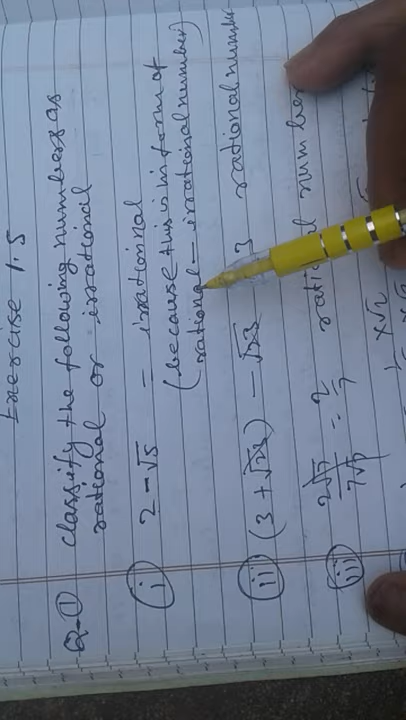 Exercise 1.5
Q-① classify the following numbers as
rational or irrational
(i) 2 - √5 - irrational
(because this is in form of
rational - irrational number)
(ii) (3 + √23) - √23 3 rational number
(iii) 2√7 / 7√7 = 2/7 rational number
× √2